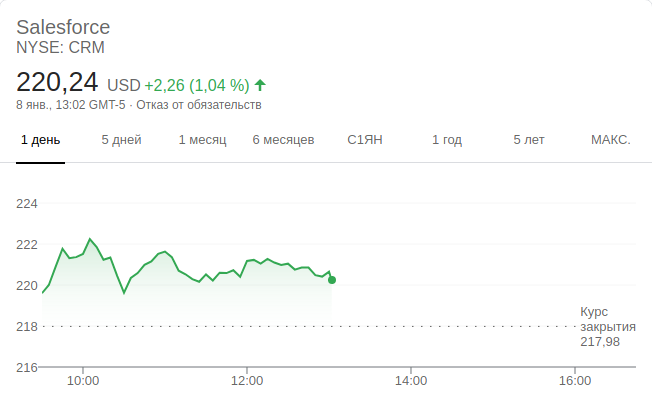 Salesforce
NYSE: CRM
220,24 USD +2,26 (1,04 %)
8 янв., 13:02 GMT-5 · Отказ от обязательств
1 день 5 дней 1 месяц 6 месяцев С1ЯН 1 год 5 лет МАКС.
224
222
220
218
216
Курс
закрытия
217,98
10:00 12:00 14:00 16:00